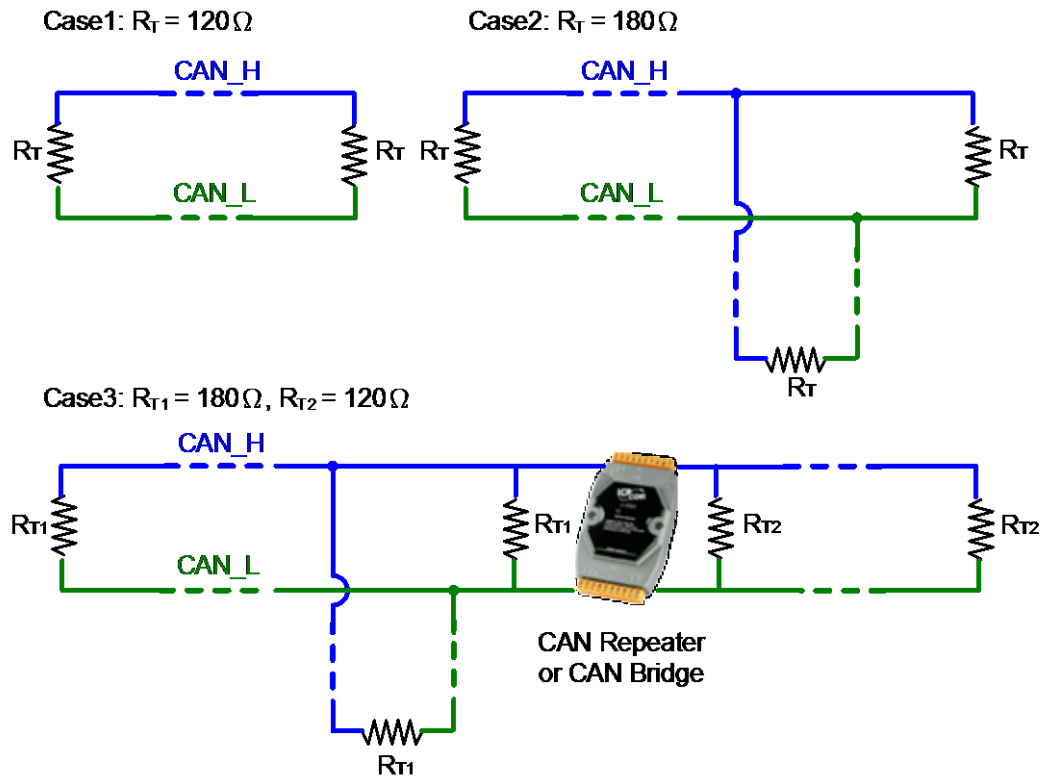 Case1: RT = 120Ω
Case2: RT = 180Ω
CAN_H
RT
RT
CAN_L
CAN_H
RT
RT
CAN_L
RT
Case3: RT1 = 180Ω, RT2 = 120Ω
CAN_H
RT1
RT1
RT2
RT2
CAN_L
CAN Repeater
or CAN Bridge
RT1